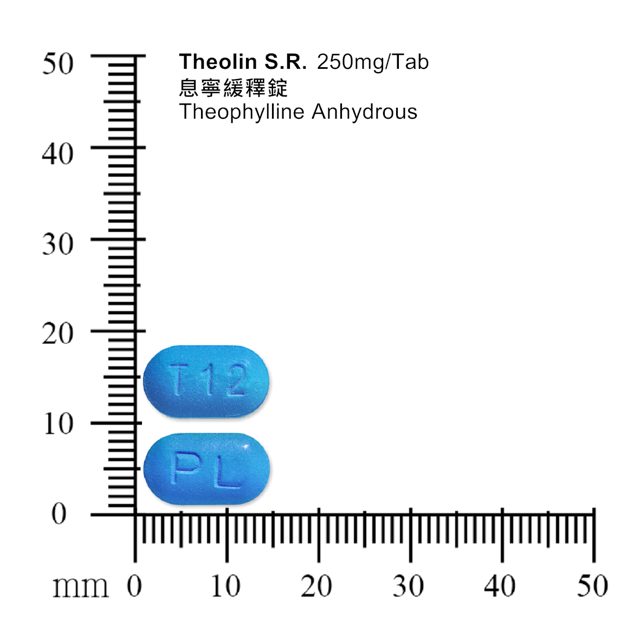 Theolin S.R. 250mg/Tab
息寧緩釋錠
Theophylline Anhydrous
50
40
30
20
10
0
T12
PL
mm 0 10 20 30 40 50